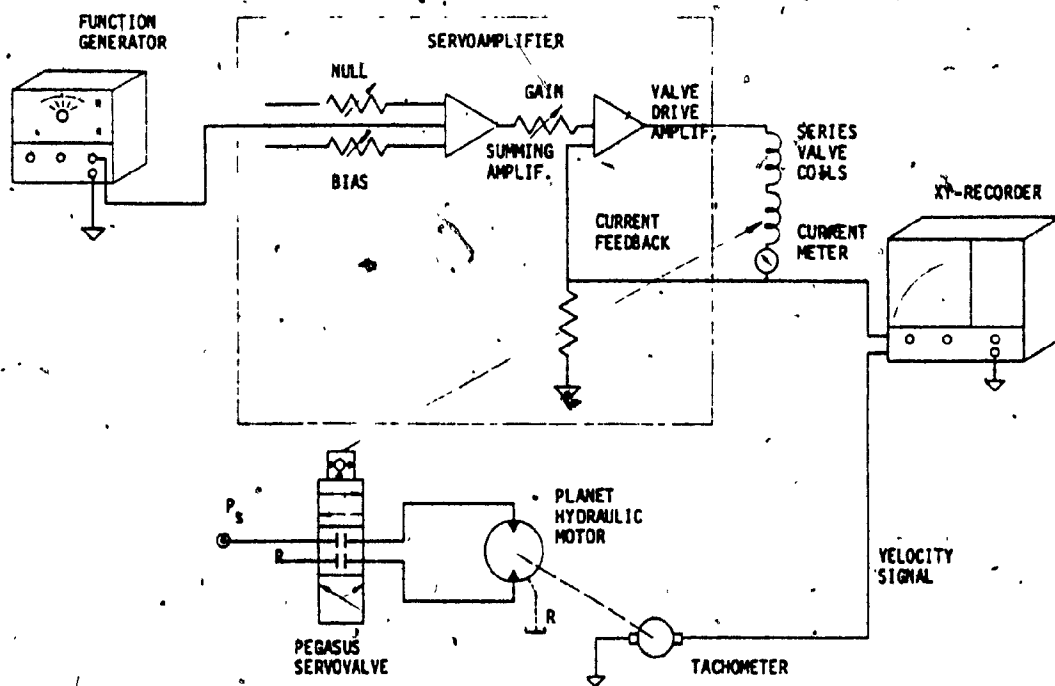 FUNCTION
GENERATOR
SERVOAMPLIFIER
NULL
GAIN
VALVE
DRIVE
AMPLIF.
SUMMING
AMPLIF.
BIAS
SERIES
VALVE
COILS
XY-RECORDER
CURRENT
FEEDBACK
CURRENT
METER
Ps
R
PLANET
HYDRAULIC
MOTOR
VELOCITY
SIGNAL
R
PEGASUS
SERVOVALVE
TACHOMETER